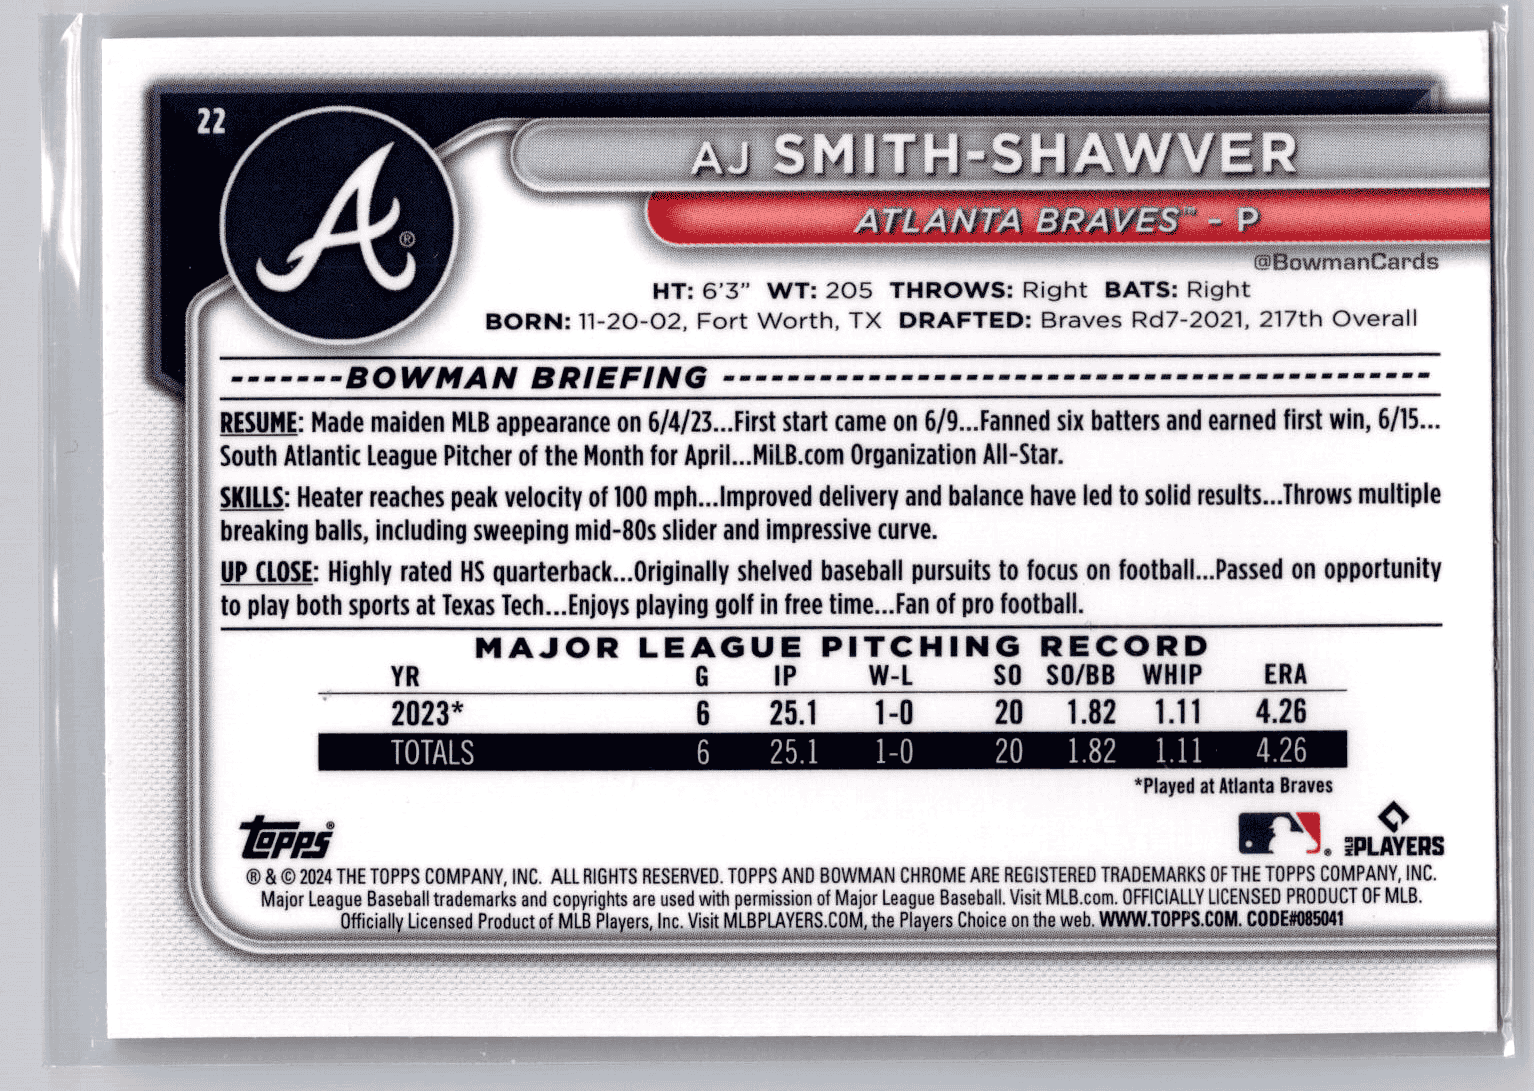 22
A®
AJ SMITH-SHAWVER
ATLANTA BRAVES™ - P
@BowmanCards
HT: 6'3" WT: 205 THROWS: Right BATS: Right
BORN: 11-20-02, Fort Worth, TX DRAFTED: Braves Rd7-2021, 217th Overall
-------BOWMAN BRIEFING --------------------------------------------
RESUME: Made maiden MLB appearance on 6/4/23...First start came on 6/9...Fanned six batters and earned first win, 6/15...
South Atlantic League Pitcher of the Month for April...MiLB.com Organization All-Star.
SKILLS: Heater reaches peak velocity of 100 mph...Improved delivery and balance have led to solid results...Throws multiple
breaking balls, including sweeping mid-80s slider and impressive curve.
UP CLOSE: Highly rated HS quarterback...Originally shelved baseball pursuits to focus on football...Passed on opportunity
to play both sports at Texas Tech...Enjoys playing golf in free time...Fan of pro football.
MAJOR LEAGUE PITCHING RECORD
YR G IP W-L SO SO/BB WHIP ERA
2023* 6 25.1 1-0 20 1.82 1.11 4.26
TOTALS 6 25.1 1-0 20 1.82 1.11 4.26
*Played at Atlanta Braves
Topps® MLB PLAYERS
® & © 2024 THE TOPPS COMPANY, INC. ALL RIGHTS RESERVED. TOPPS AND BOWMAN CHROME ARE REGISTERED TRADEMARKS OF THE TOPPS COMPANY, INC.
Major League Baseball trademarks and copyrights are used with permission of Major League Baseball. Visit MLB.com. OFFICIALLY LICENSED PRODUCT OF MLB.
Officially Licensed Product of MLB Players, Inc. Visit MLBPLAYERS.COM, the Players Choice on the web. WWW.TOPPS.COM. CODE#085041